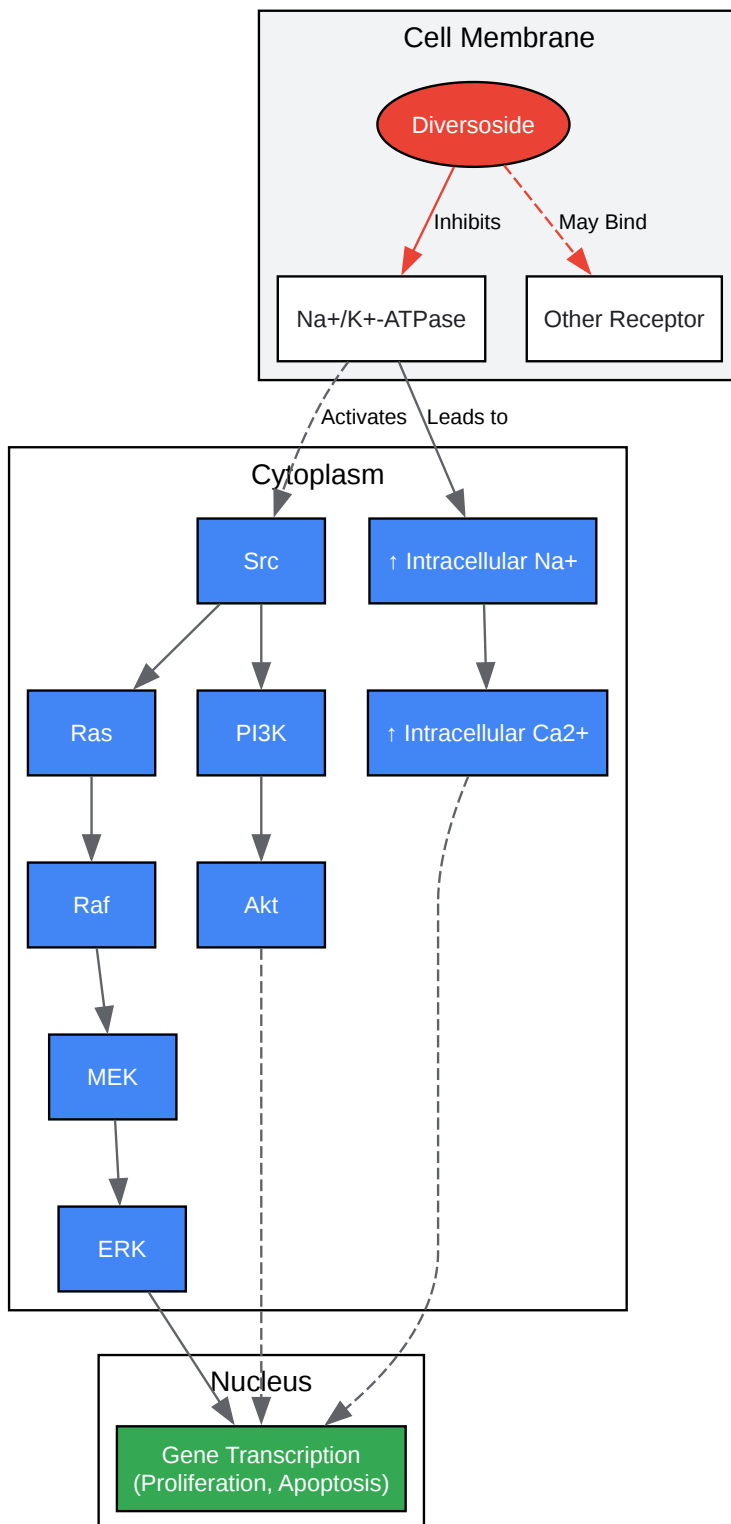 Cell Membrane
Diversoside
Inhibits
May Bind
Na+/K+-ATPase
Other Receptor
Activates
Leads to
Cytoplasm
Src
↑ Intracellular Na+
Ras
PI3K
↑ Intracellular Ca2+
Raf
Akt
MEK
ERK
Nucleus
Gene Transcription
(Proliferation, Apoptosis)